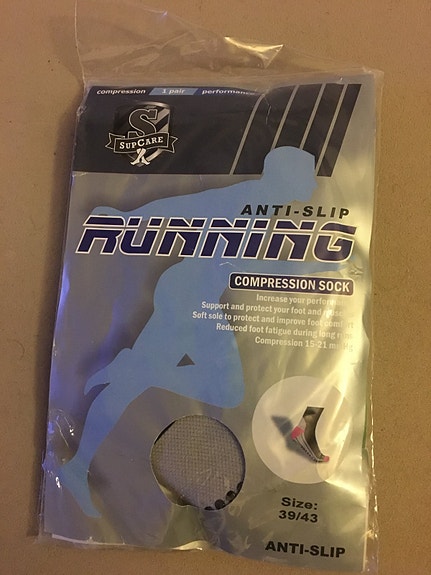 compression 1 pair performance
S
SUPCARE
ANTI-SLIP
RUNNING
COMPRESSION SOCK
Increase your performance
Support and protect your foot and
Soft sole to protect and improve foot comfort
Reduced foot fatigue during long
Compression 15-21
Size:
39/43
ANTI-SLIP